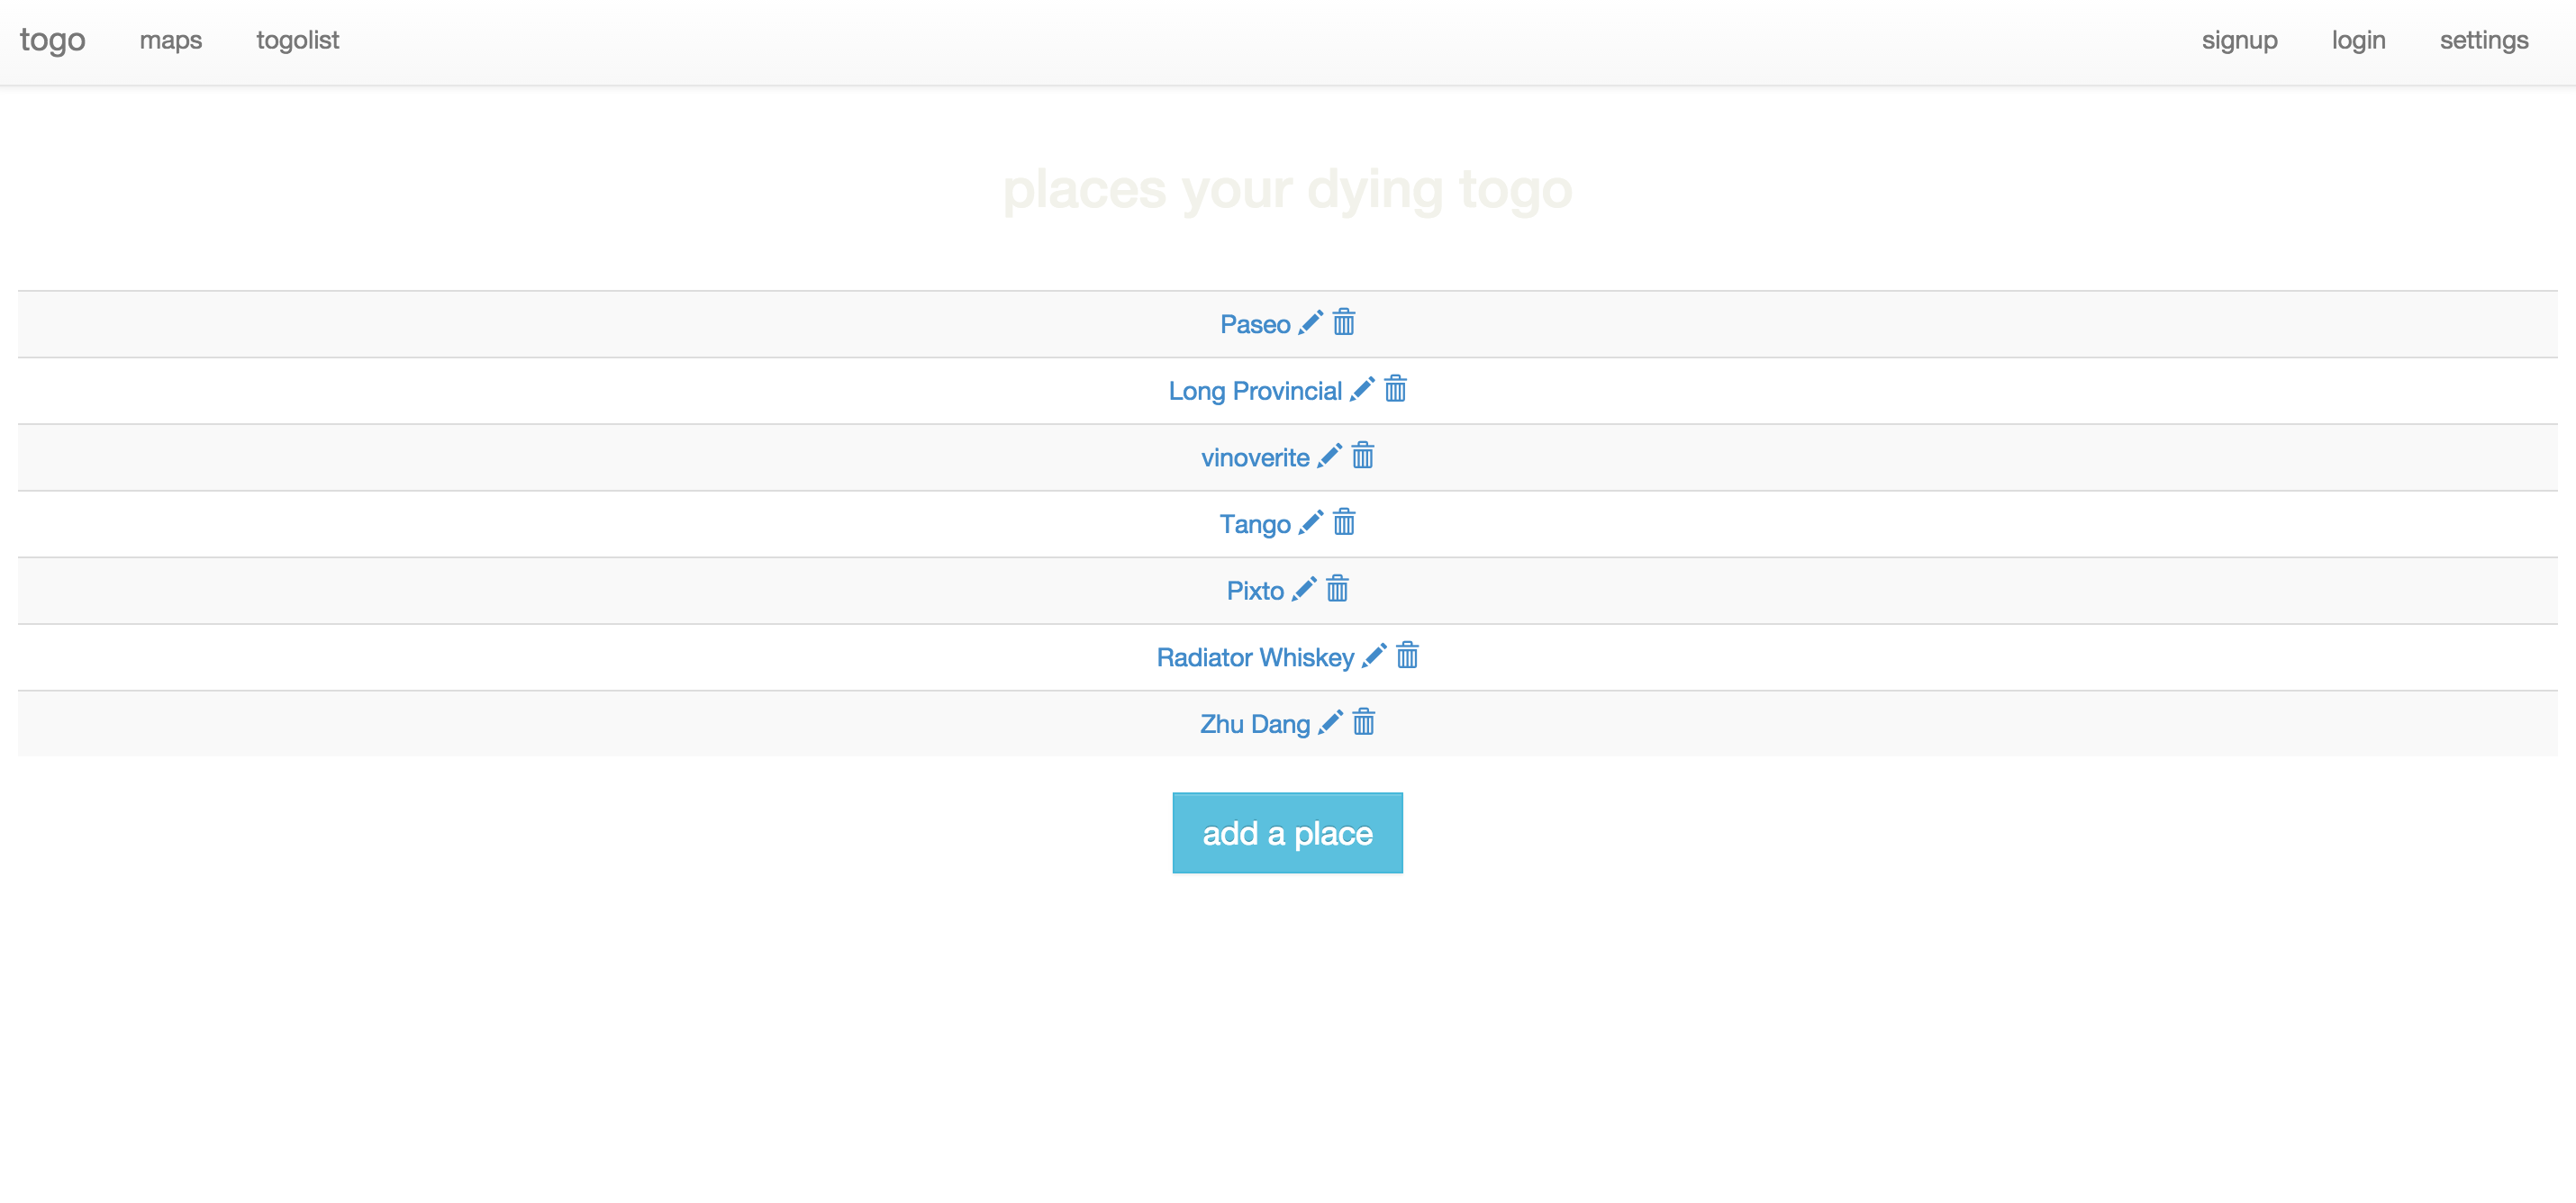 togo maps togolist signup login settings
places your dying togo
Paseo
Long Provincial
vinoverite
Tango
Pixto
Radiator Whiskey
Zhu Dang
add a place